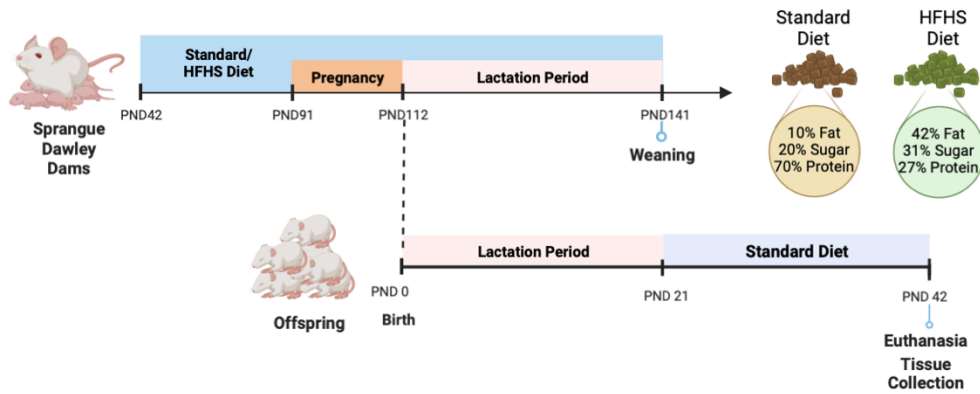 Standard/
HFHS Diet
Pregnancy
Lactation Period
PND42
PND91
PND112
PND141
Weaning
Sprangue
Dawley
Dams
Standard
Diet
10% Fat
20% Sugar
70% Protein
HFHS
Diet
42% Fat
31% Sugar
27% Protein
Lactation Period
Standard Diet
PND 0
PND 21
PND 42
Offspring
Birth
Euthanasia
Tissue
Collection